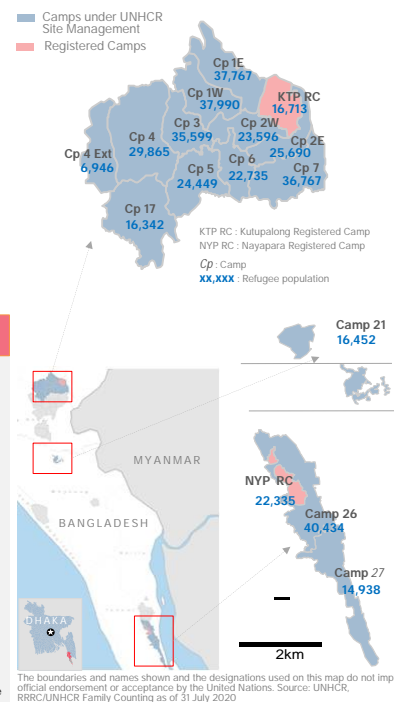 Camps under UNHCR
Site Management
Registered Camps
Cp 1E
37,767
Cp 1W
37,990
KTP RC
16,713
Cp 3
35,599
Cp 2W
23,596
Cp 4
29,865
Cp 2E
25,690
Cp 4 Ext
6,946
Cp 5
24,449
Cp 6
22,735
Cp 7
36,767
Cp 17
16,342
KTP RC : Kutupalong Registered Camp
NYP RC : Nayapara Registered Camp
Cp : Camp
xx,xxx : Refugee population
Camp 21
16,452
MYANMAR
BANGLADESH
DHAKA
NYP RC
22,335
Camp 26
40,434
Camp 27
14,938
2km
The boundaries and names shown and the designations used on this map do not imp
official endorsement or acceptance by the United Nations. Source: UNHCR,
RRRC/UNHCR Family Counting as of 31 July 2020